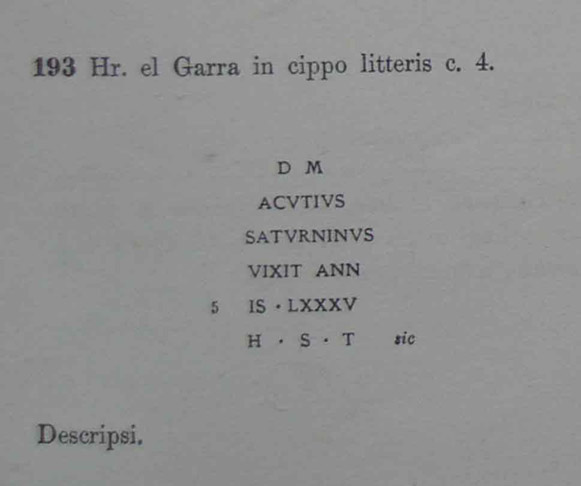 193 Hr. el Garra in cippo litteris c. 4.
D M
ACVTIVS
SATVRNINVS
VIXIT ANN
5 IS · LXXXV
H · S · T sic
Descripsi.